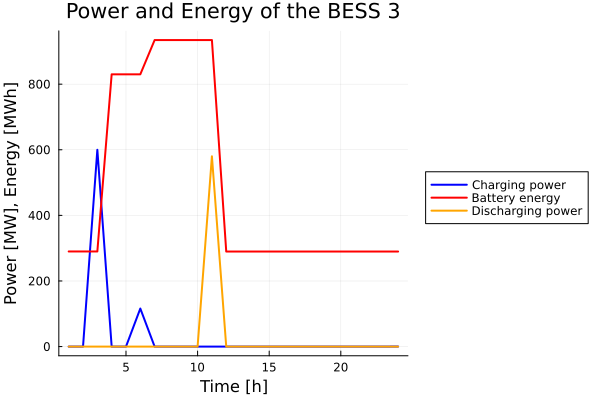 Power and Energy of the BESS 3
Power [MW], Energy [MWh]
800
600
400
200
0
5
10
15
20
Time [h]
Charging power
Battery energy
Discharging power